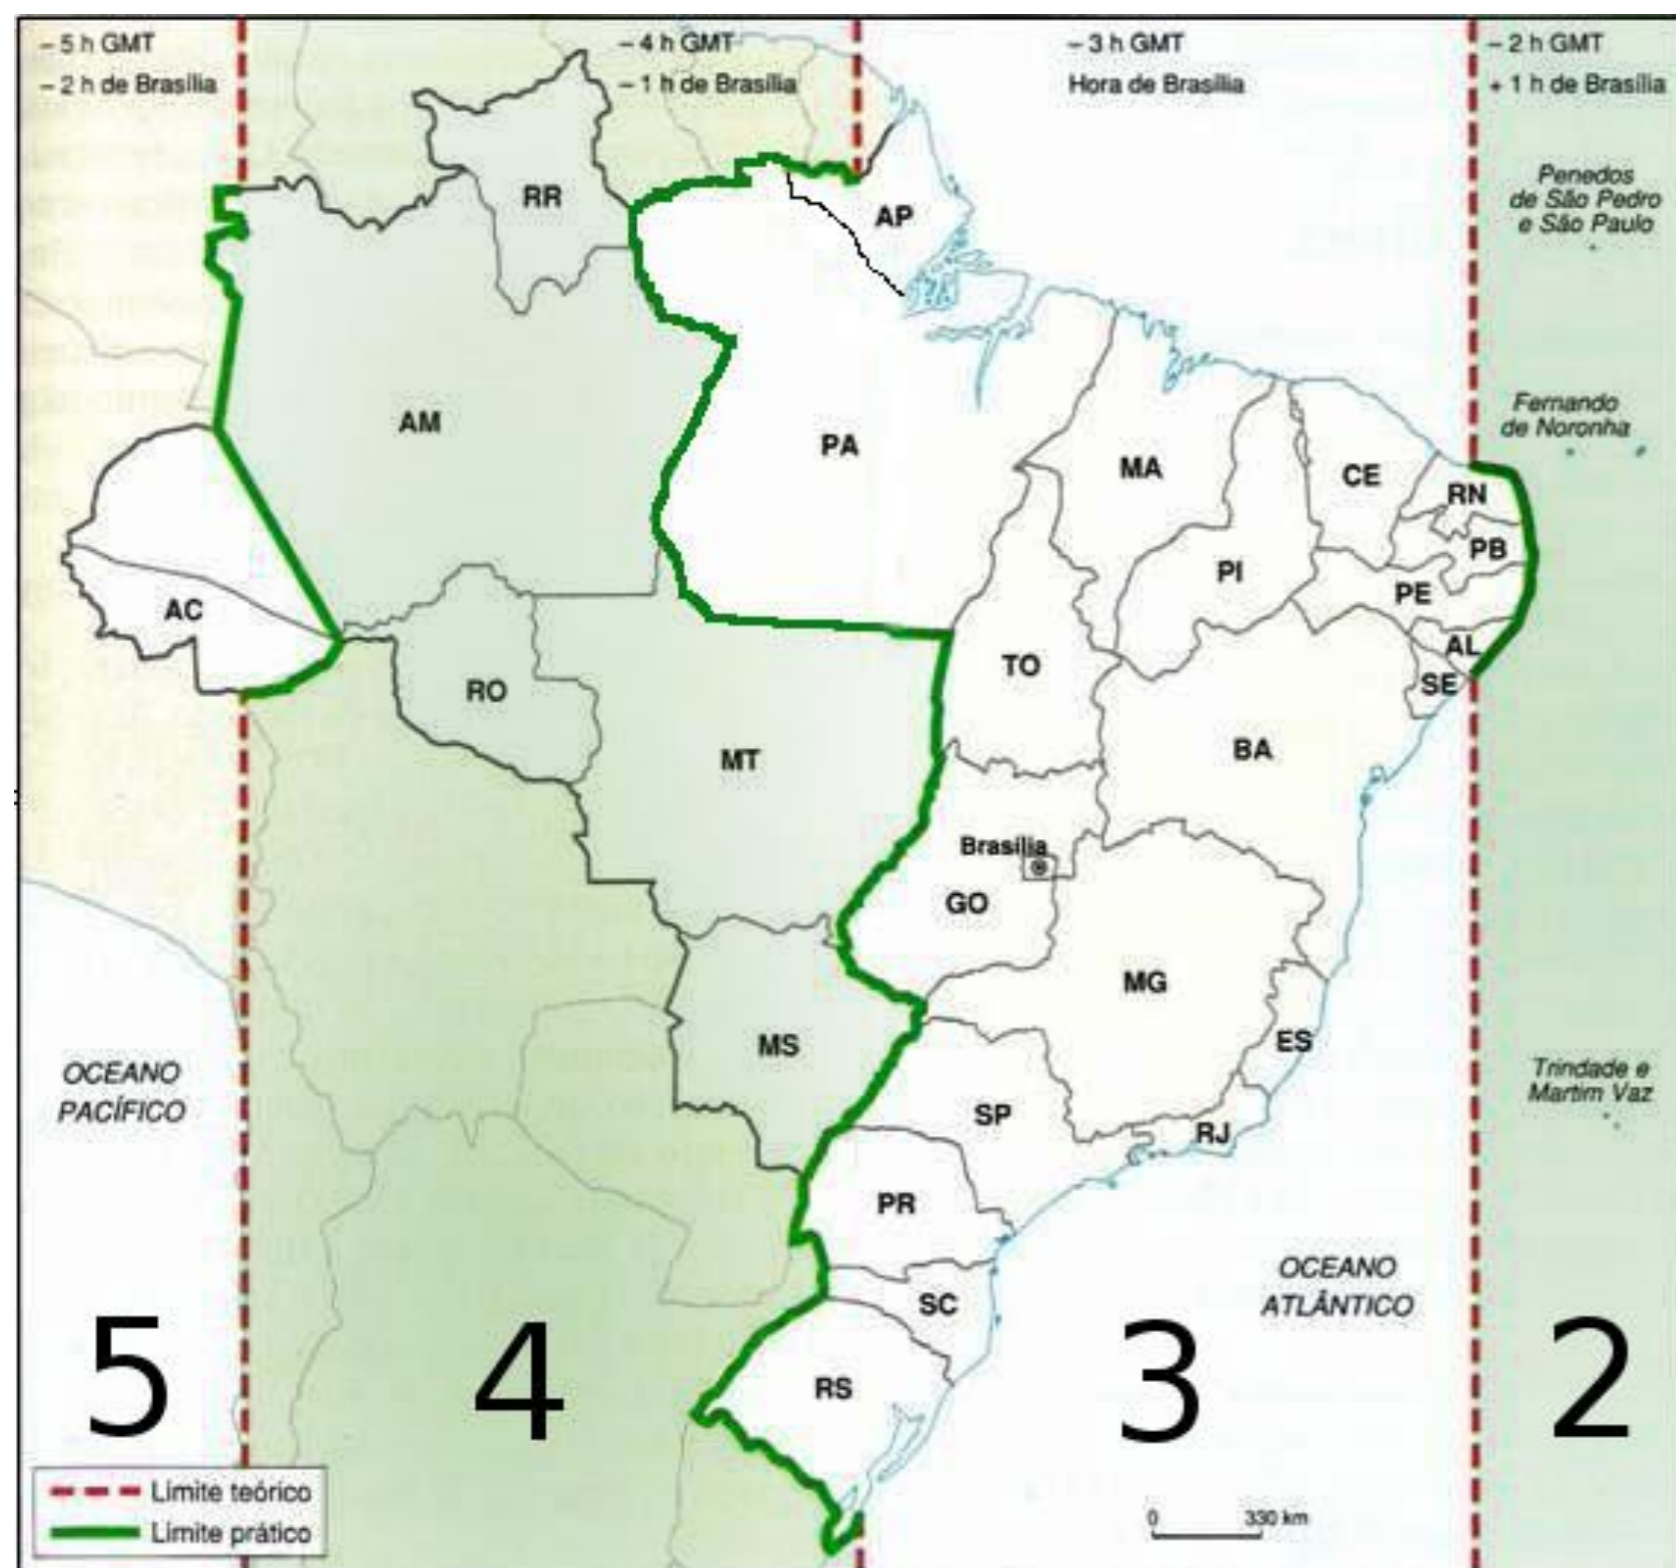 – 5 h GMT
– 2 h de Brasília
– 4 h GMT
– 1 h de Brasília
– 3 h GMT
Hora de Brasília
– 2 h GMT
+ 1 h de Brasília
Penedos
de São Pedro
e São Paulo
RR
AP
Fernando
de Noronha
AM
PA
MA
CE
RN
PB
PI
PE
AC
AL
TO
SE
RO
MT
BA
Brasília
GO
MG
MS
ES
OCEANO
PACÍFICO
Trindade e
Martim Vaz
SP
RJ
PR
OCEANO
ATLÂNTICO
SC
RS
5
4
3
2
Limite teórico
Limite prático
0 330 km